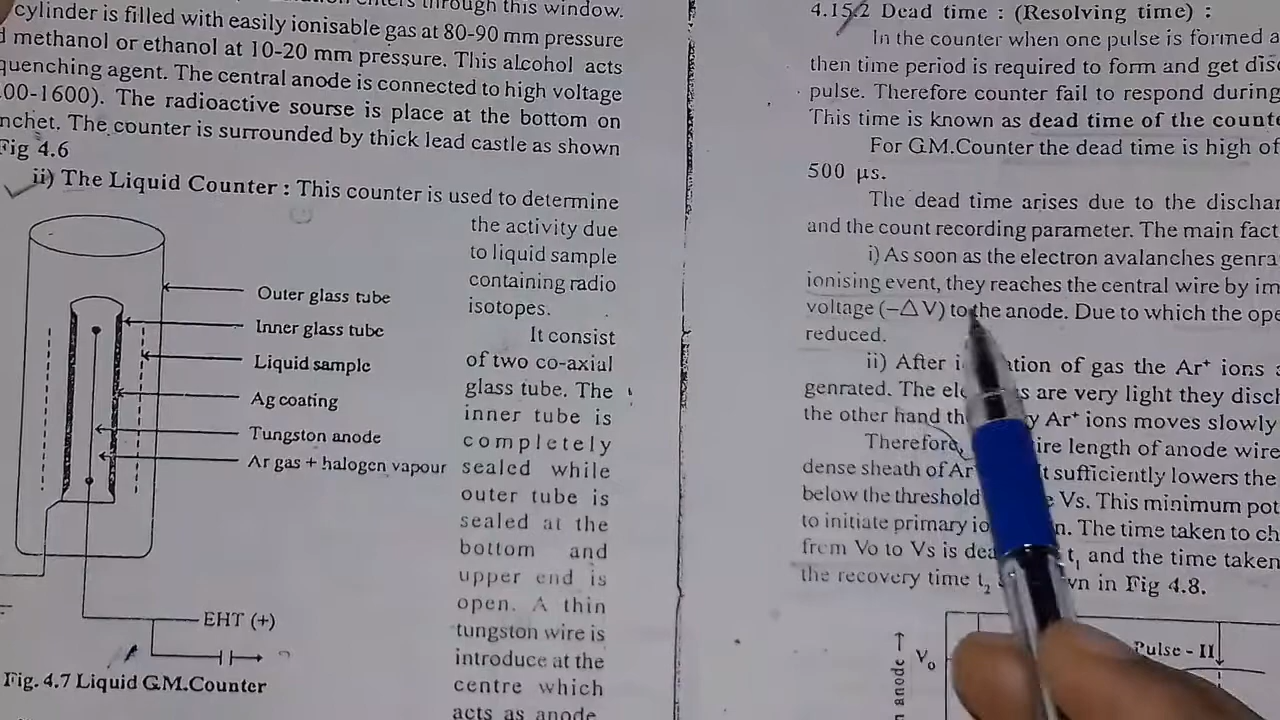 through this window.
cylinder is filled with easily ionisable gas at 80-90 mm pressure
methanol or ethanol at 10-20 mm pressure. This alcohol acts
quenching agent. The central anode is connected to high voltage
00-1600). The radioactive sourse is place at the bottom on
nchet. The counter is surrounded by thick lead castle as shown
Fig 4.6
ii) The Liquid Counter : This counter is used to determine
the activity due
to liquid sample
containing radio
isotopes.
It consist
of two co-axial
glass tube. The
inner tube is
completely
sealed while
outer tube is
sealed at the
bottom and
upper end is
open. A thin
tungston wire is
introduce at the
centre which
acts as anode
Outer glass tube
Inner glass tube
Liquid sample
Ag coating
Tungston anode
Ar gas + halogen vapour
EHT (+)
Fig. 4.7 Liquid G.M.Counter
4.15.2 Dead time : (Resolving time) :
In the counter when one pulse is formed a
then time period is required to form and get disc
pulse. Therefore counter fail to respond during
This time is known as dead time of the counte
For G.M.Counter the dead time is high of
500 µs.
The dead time arises due to the dischar
and the count recording parameter. The main fact
i) As soon as the electron avalanches genra
ionising event, they reaches the central wire by im
voltage (−△V) to the anode. Due to which the ope
reduced.
ii) After of gas the Ar⁺ ions
genrated. The are very light they disch
the other hand Ar⁺ ions moves slowly
Therefore, length of anode wire
dense sheath of Ar sufficiently lowers the
below the threshold Vs. This minimum pot
to initiate primary The time taken to ch
from Vo to Vs is t₁ and the time taken
the recovery time t₂ in Fig 4.8.
Pulse - II
V₀
anode →